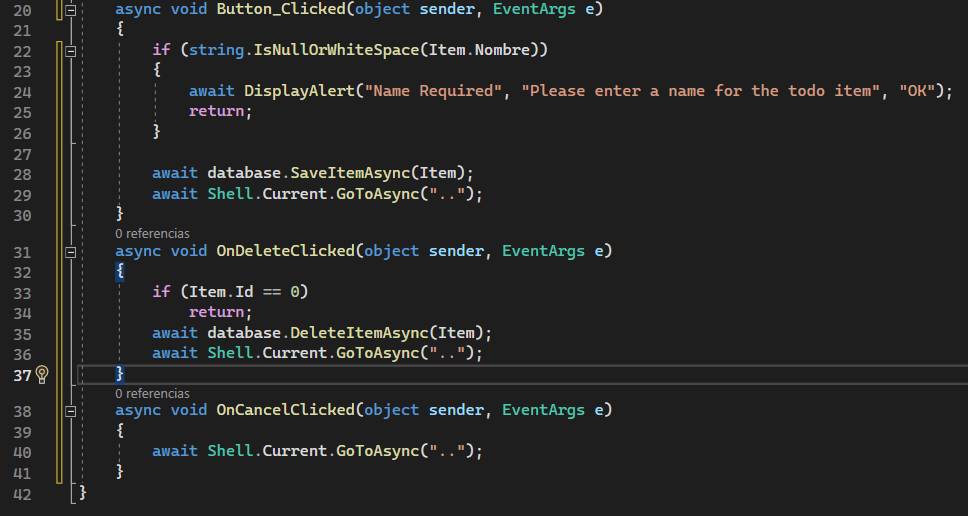 20 async void Button_Clicked(object sender, EventArgs e)
21 {
22 if (string.IsNullOrWhiteSpace(Item.Nombre))
23 {
24 await DisplayAlert("Name Required", "Please enter a name for the todo item", "OK");
25 return;
26 }
27
28 await database.SaveItemAsync(Item);
29 await Shell.Current.GoToAsync("..");
30 }
0 referencias
31 async void OnDeleteClicked(object sender, EventArgs e)
32 {
33 if (Item.Id == 0)
34 return;
35 await database.DeleteItemAsync(Item);
36 await Shell.Current.GoToAsync("..");
37 }
0 referencias
38 async void OnCancelClicked(object sender, EventArgs e)
39 {
40 await Shell.Current.GoToAsync("..");
41 }
42 }